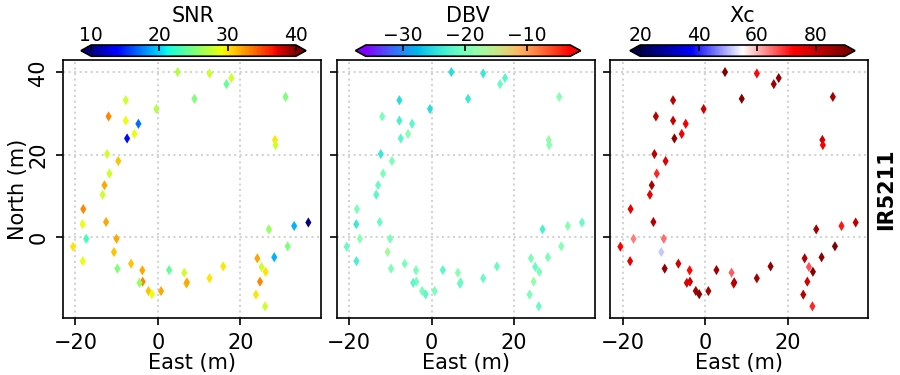 SNR DBV Xc
10 20 30 40 −30 −20 −10 20 40 60 80
40
20
0
North (m)
IR5211
−20 0 20 −20 0 20 −20 0 20
East (m) East (m) East (m)